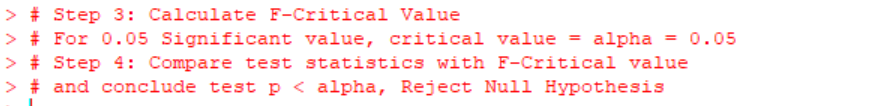 > # Step 3: Calculate F-Critical Value
> # For 0.05 Significant value, critical value = alpha = 0.05
> # Step 4: Compare test statistics with F-Critical value
> # and conclude test p < alpha, Reject Null Hypothesis